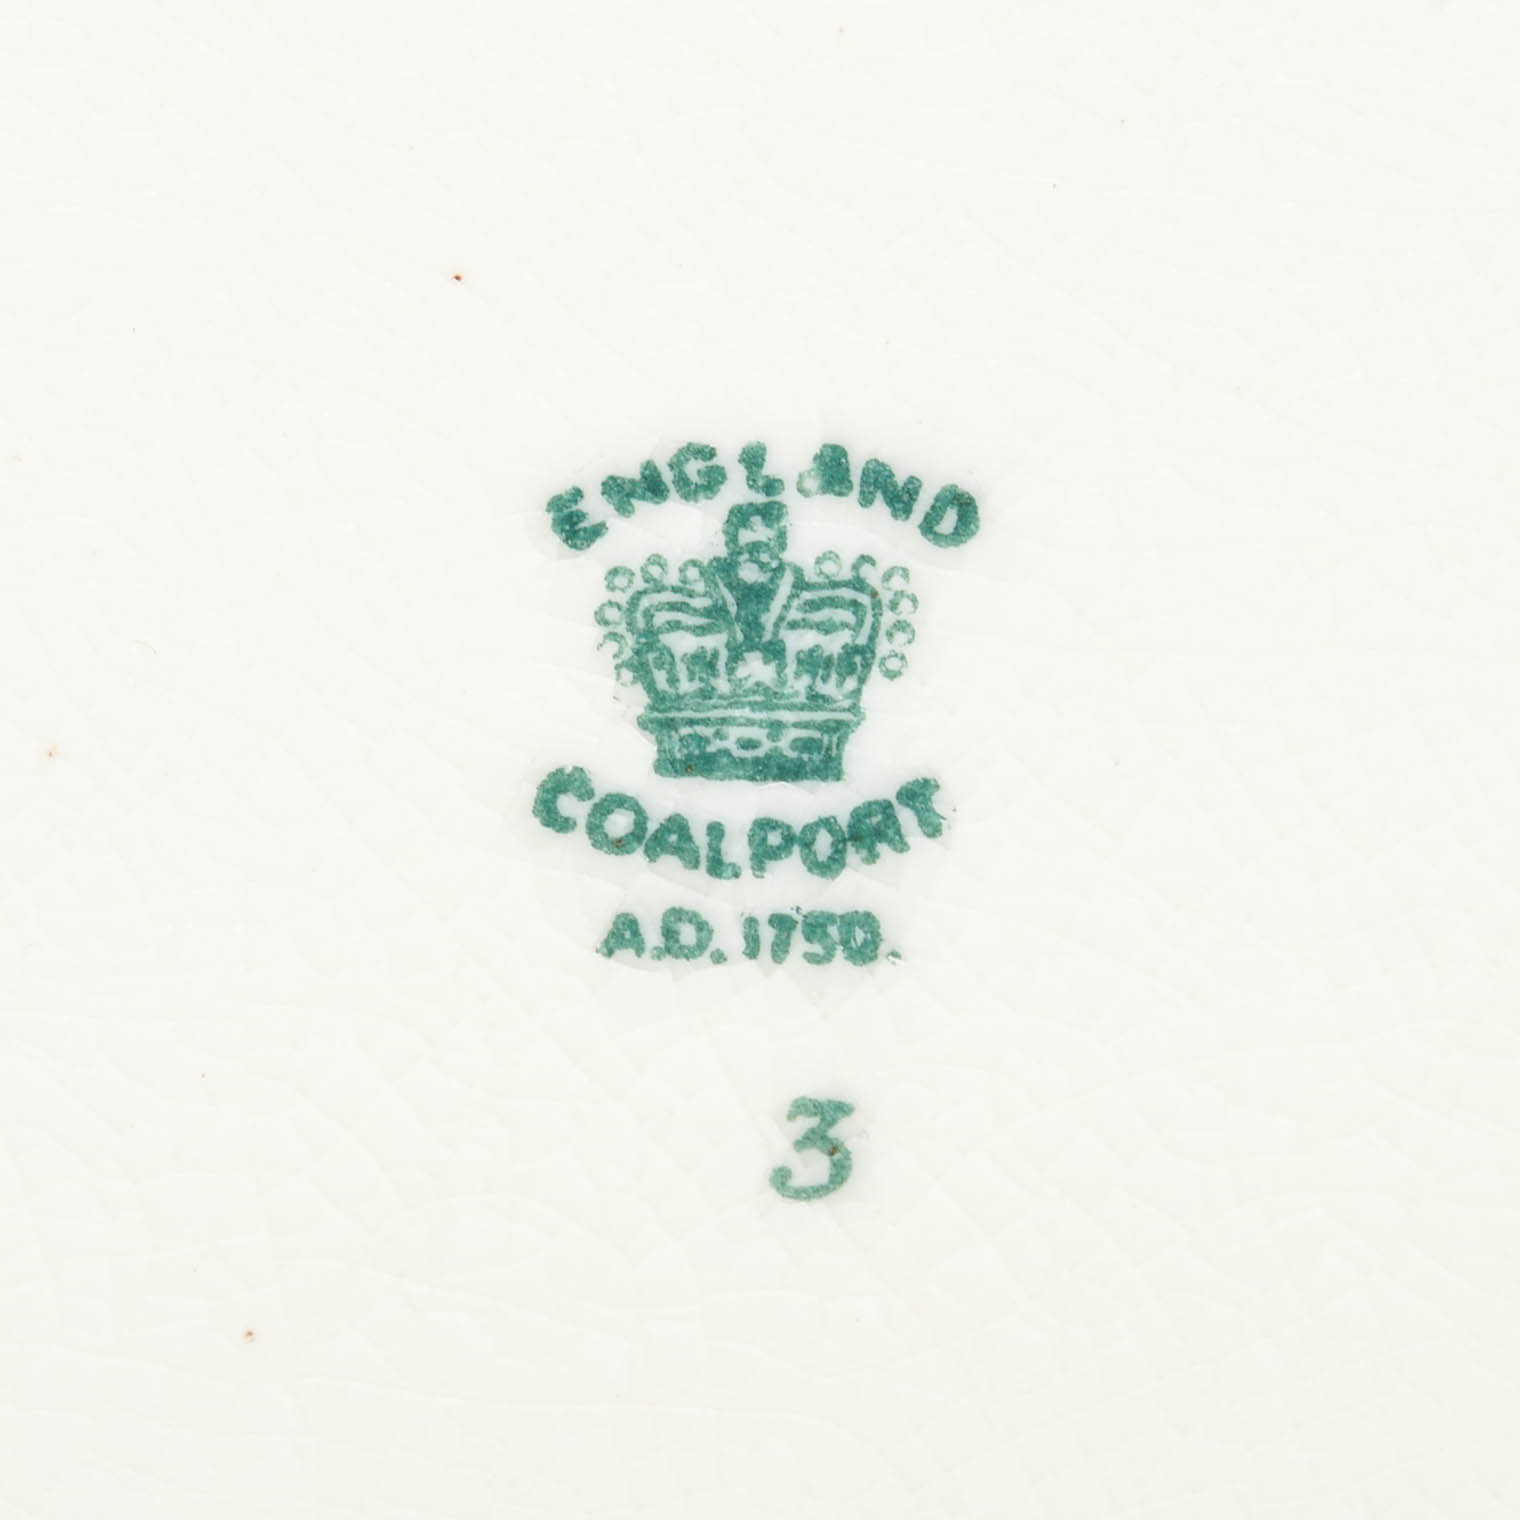 ENGLAND
COALPORT
A.D. 1750.
3